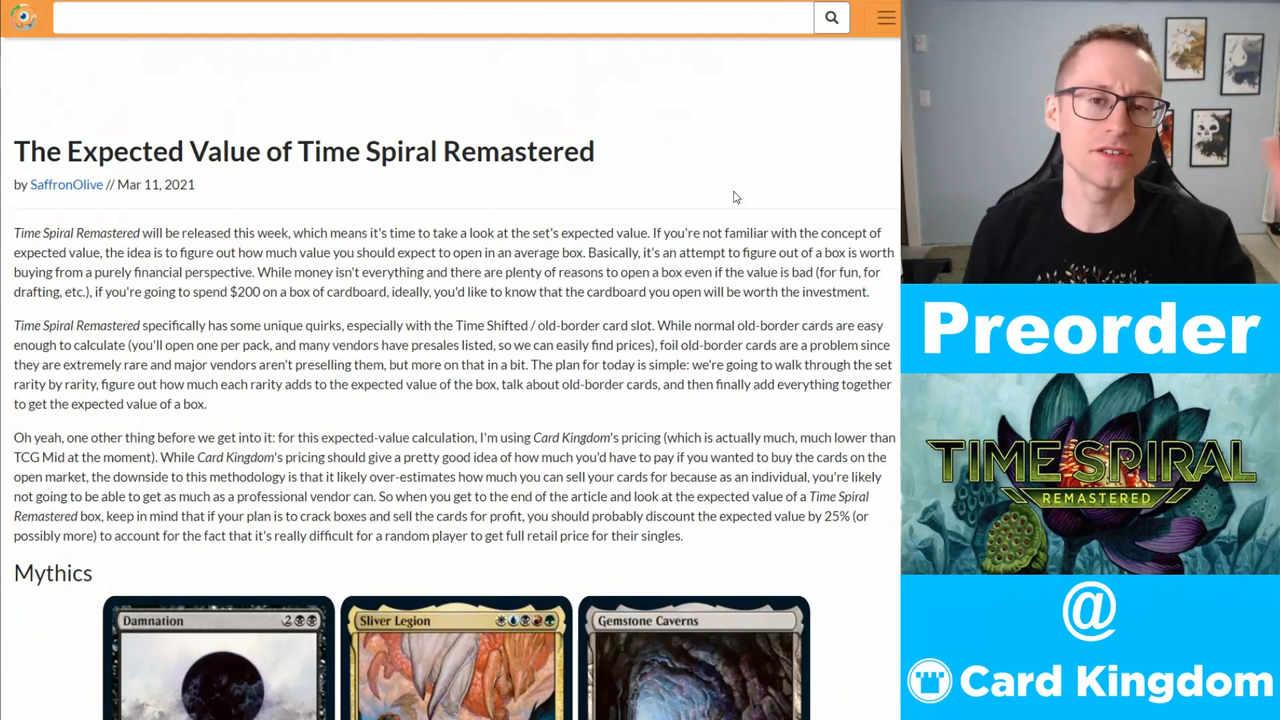 The Expected Value of Time Spiral Remastered
by SaffronOlive // Mar 11, 2021
Time Spiral Remastered will be released this week, which means it's time to take a look at the set's expected value. If you're not familiar with the concept of
expected value, the idea is to figure out how much value you should expect to open in an average box. Basically, it's an attempt to figure out of a box is worth
buying from a purely financial perspective. While money isn't everything and there are plenty of reasons to open a box even if the value is bad (for fun, for
drafting, etc.), if you're going to spend $200 on a box of cardboard, ideally, you'd like to know that the cardboard you open will be worth the investment.
Time Spiral Remastered specifically has some unique quirks, especially with the Time Shifted / old-border card slot. While normal old-border cards are easy
enough to calculate (you'll open one per pack, and many vendors have presales listed, so we can easily find prices), foil old-border cards are a problem since
they are extremely rare and major vendors aren't preselling them, but more on that in a bit. The plan for today is simple: we're going to walk through the set
rarity by rarity, figure out how much each rarity adds to the expected value of the box, talk about old-border cards, and then finally add everything together
to get the expected value of a box.
Oh yeah, one other thing before we get into it: for this expected-value calculation, I'm using Card Kingdom's pricing (which is actually much, much lower than
TCG Mid at the moment). While Card Kingdom's pricing should give a pretty good idea of how much you'd have to pay if you wanted to buy the cards on the
open market, the downside to this methodology is that it likely over-estimates how much you can sell your cards for because as an individual, you're likely
not going to be able to get as much as a professional vendor can. So when you get to the end of the article and look at the expected value of a Time Spiral
Remastered box, keep in mind that if your plan is to crack boxes and sell the cards for profit, you should probably discount the expected value by 25% (or
possibly more) to account for the fact that it's really difficult for a random player to get full retail price for their singles.
Mythics
Damnation 2
Sliver Legion
Gemstone Caverns
Preorder
TIME SPIRAL
REMASTERED
@
Card Kingdom